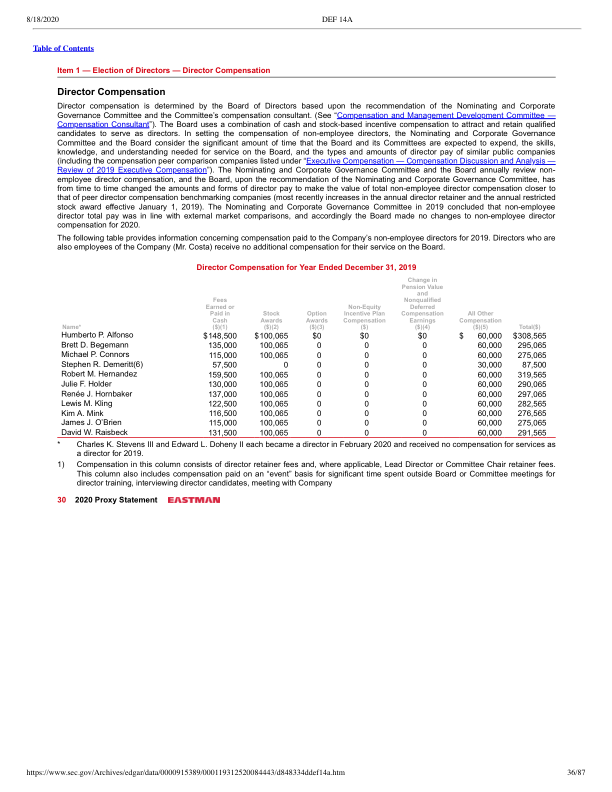 8/18/2020 DEF 14A
Table of Contents
Item 1 — Election of Directors — Director Compensation
Director Compensation
Director compensation is determined by the Board of Directors based upon the recommendation of the Nominating and Corporate
Governance Committee and the Committee's compensation consultant. (See “Compensation and Management Development Committee —
Compensation Consultant”). The Board uses a combination of cash and stock-based incentive compensation to attract and retain qualified
candidates to serve as directors. In setting the compensation of non-employee directors, the Nominating and Corporate Governance
Committee and the Board consider the significant amount of time that the Board and its Committees are expected to expend, the skills,
knowledge, and understanding needed for service on the Board, and the types and amounts of director pay of similar public companies
(including the compensation peer comparison companies listed under “Executive Compensation — Compensation Discussion and Analysis —
Review of 2019 Executive Compensation”). The Nominating and Corporate Governance Committee and the Board annually review non-
employee director compensation, and the Board, upon the recommendation of the Nominating and Corporate Governance Committee, has
from time to time changed the amounts and forms of director pay to make the value of total non-employee director compensation closer to
that of peer director compensation benchmarking companies (most recently increases in the annual director retainer and the annual restricted
stock award effective January 1, 2019). The Nominating and Corporate Governance Committee in 2019 concluded that non-employee
director total pay was in line with external market comparisons, and accordingly the Board made no changes to non-employee director
compensation for 2020.
The following table provides information concerning compensation paid to the Company's non-employee directors for 2019. Directors who are
also employees of the Company (Mr. Costa) receive no additional compensation for their service on the Board.
Director Compensation for Year Ended December 31, 2019
Name* Fees Earned or Paid in Cash ($)(1) Stock Awards ($)(2) Option Awards ($)(3) Non-Equity Incentive Plan Compensation ($) Change in Pension Value and Nonqualified Deferred Compensation Earnings ($)(4) All Other Compensation ($)(5) Total($)
Humberto P. Alfonso $148,500 $100,065 $0 $0 $0 $ 60,000 $308,565
Brett D. Begemann 135,000 100,065 0 0 0 60,000 295,065
Michael P. Connors 115,000 100,065 0 0 0 60,000 275,065
Stephen R. Demeritt(6) 57,500 0 0 0 0 30,000 87,500
Robert M. Hernandez 159,500 100,065 0 0 0 60,000 319,565
Julie F. Holder 130,000 100,065 0 0 0 60,000 290,065
Renée J. Hornbaker 137,000 100,065 0 0 0 60,000 297,065
Lewis M. Kling 122,500 100,065 0 0 0 60,000 282,565
Kim A. Mink 116,500 100,065 0 0 0 60,000 276,565
James J. O'Brien 115,000 100,065 0 0 0 60,000 275,065
David W. Raisbeck 131,500 100,065 0 0 0 60,000 291,565
* Charles K. Stevens III and Edward L. Doheny II each became a director in February 2020 and received no compensation for services as
a director for 2019.
1) Compensation in this column consists of director retainer fees and, where applicable, Lead Director or Committee Chair retainer fees.
This column also includes compensation paid on an “event” basis for significant time spent outside Board or Committee meetings for
director training, interviewing director candidates, meeting with Company
30 2020 Proxy Statement EASTMAN
https://www.sec.gov/Archives/edgar/data/0000915389/000119312520084443/d848334ddef14a.htm 36/87